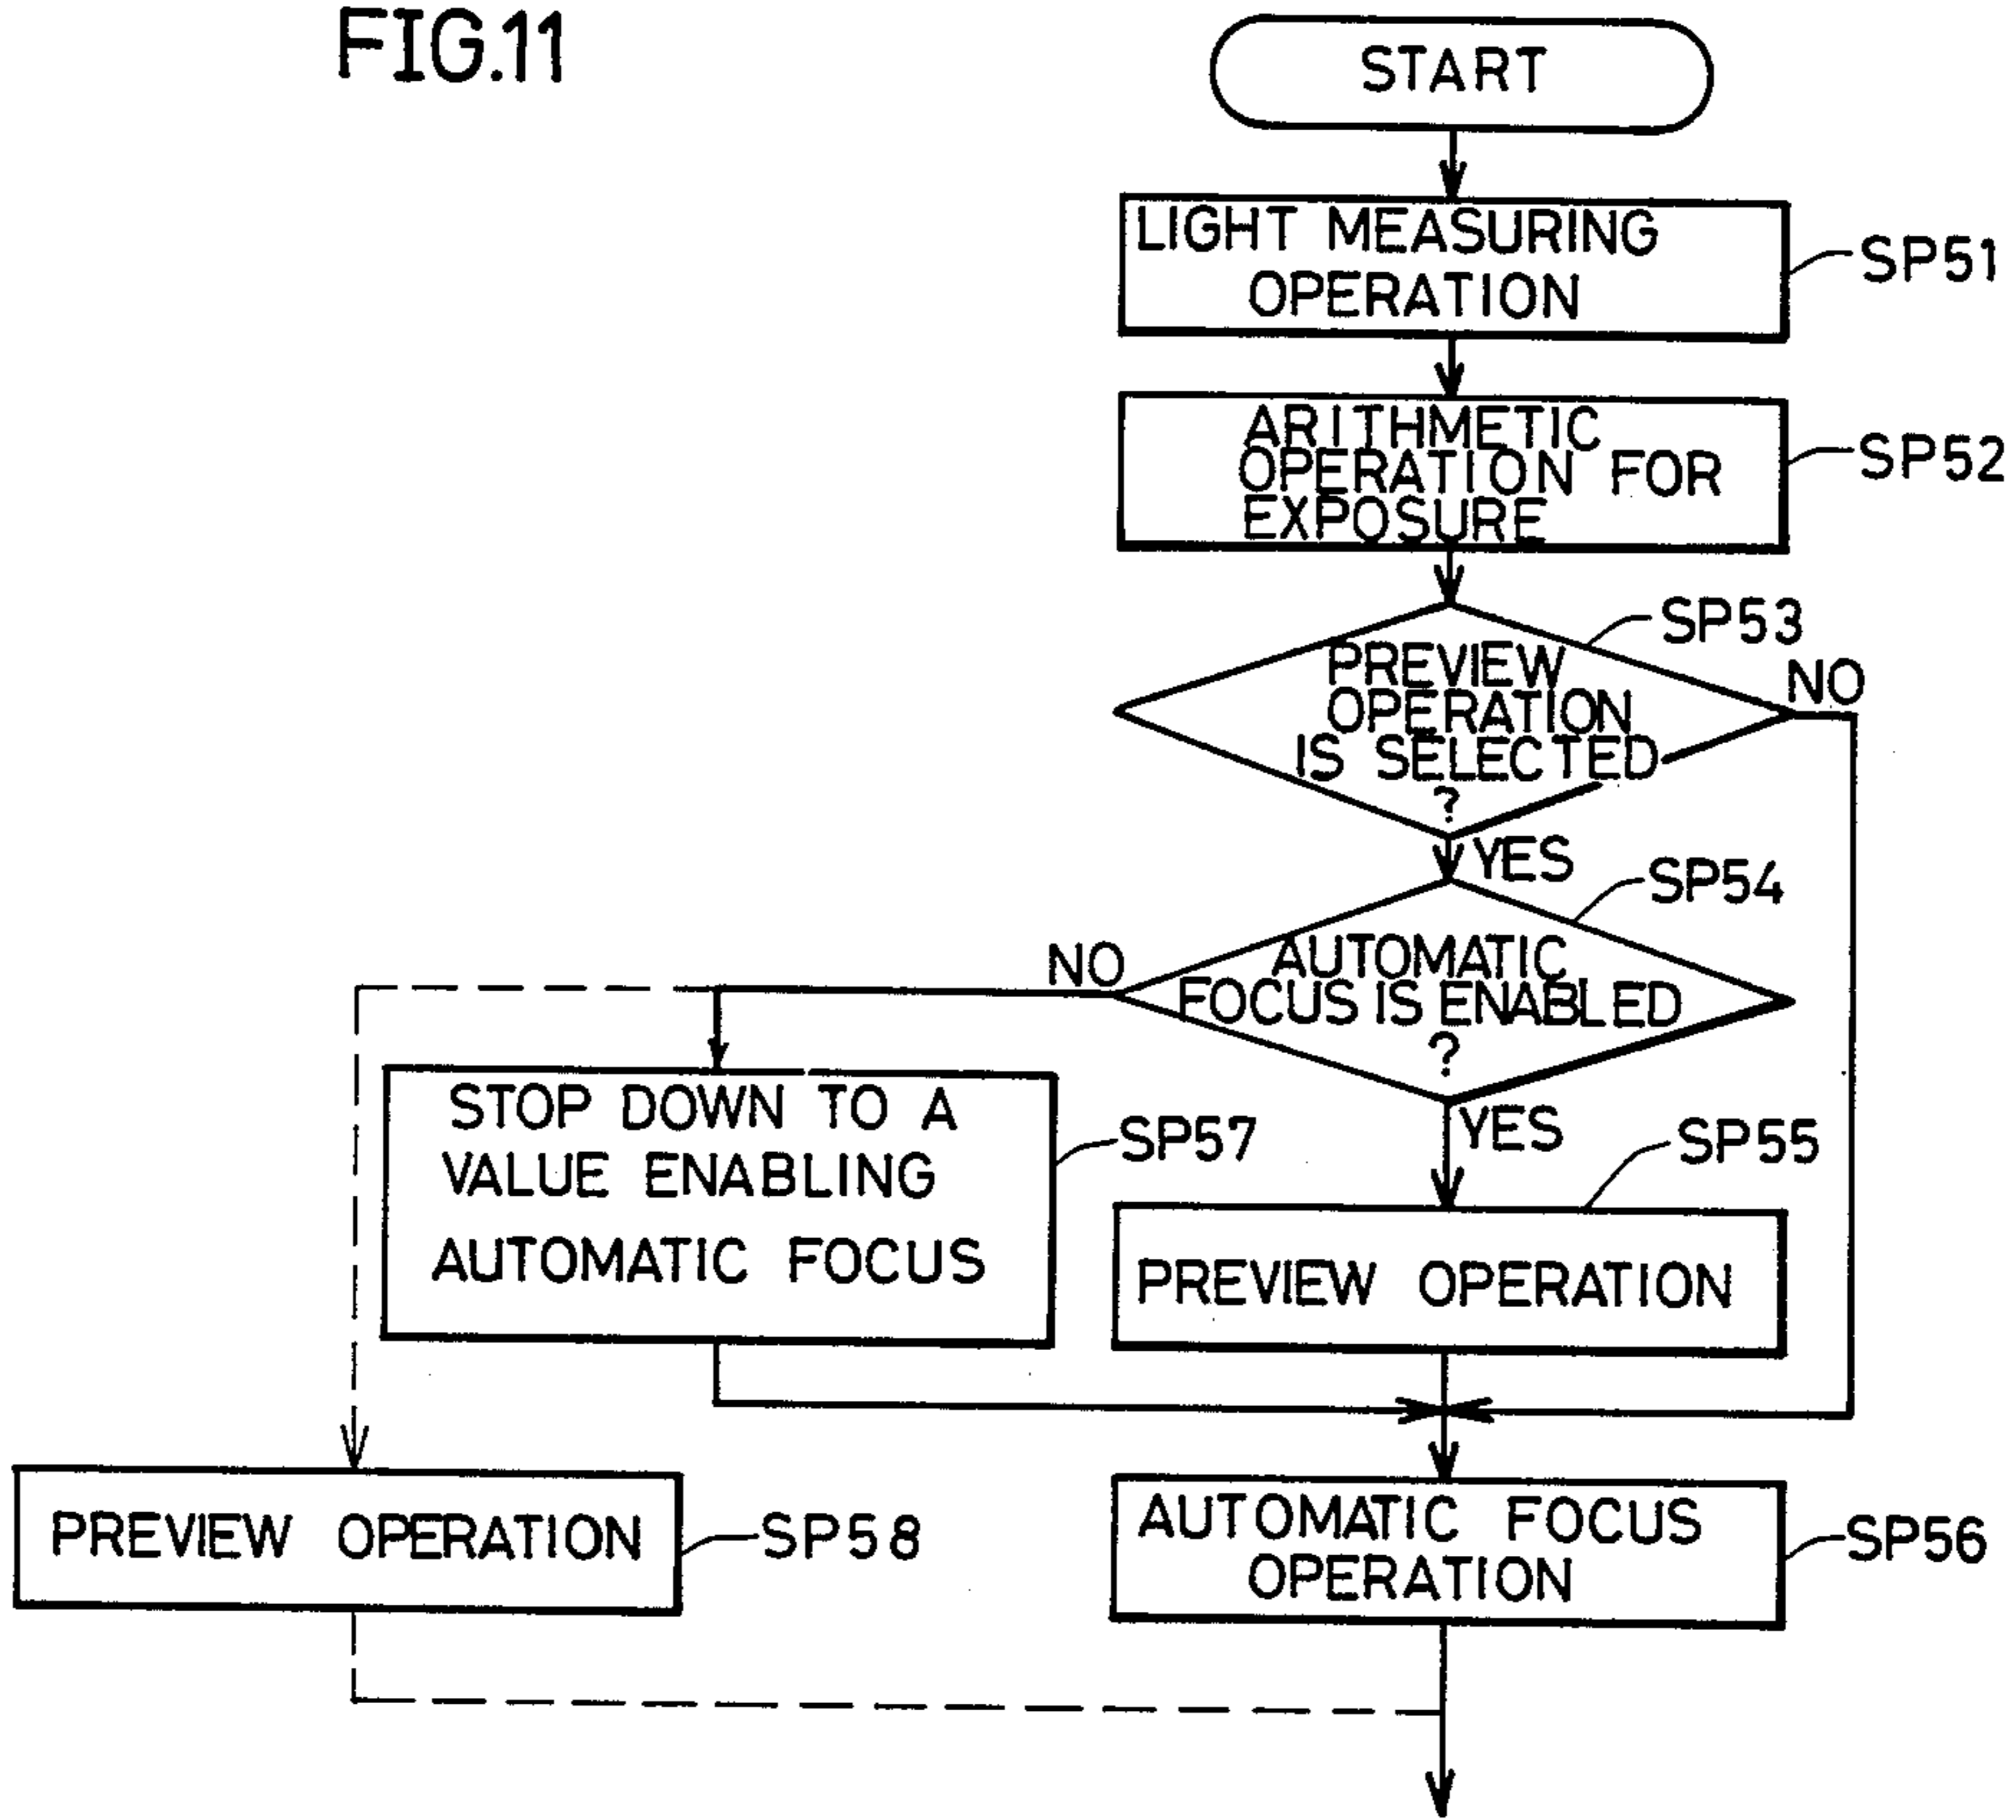 FIG.11
START
LIGHT MEASURING
OPERATION
SP51
ARITHMETIC
OPERATION FOR
EXPOSURE
SP52
SP53
PREVIEW
OPERATION
IS SELECTED
?
NO
YES
SP54
AUTOMATIC
FOCUS IS ENABLED
?
NO
YES
STOP DOWN TO A
VALUE ENABLING
AUTOMATIC FOCUS
SP57
SP55
PREVIEW OPERATION
PREVIEW OPERATION
SP58
AUTOMATIC FOCUS
OPERATION
SP56